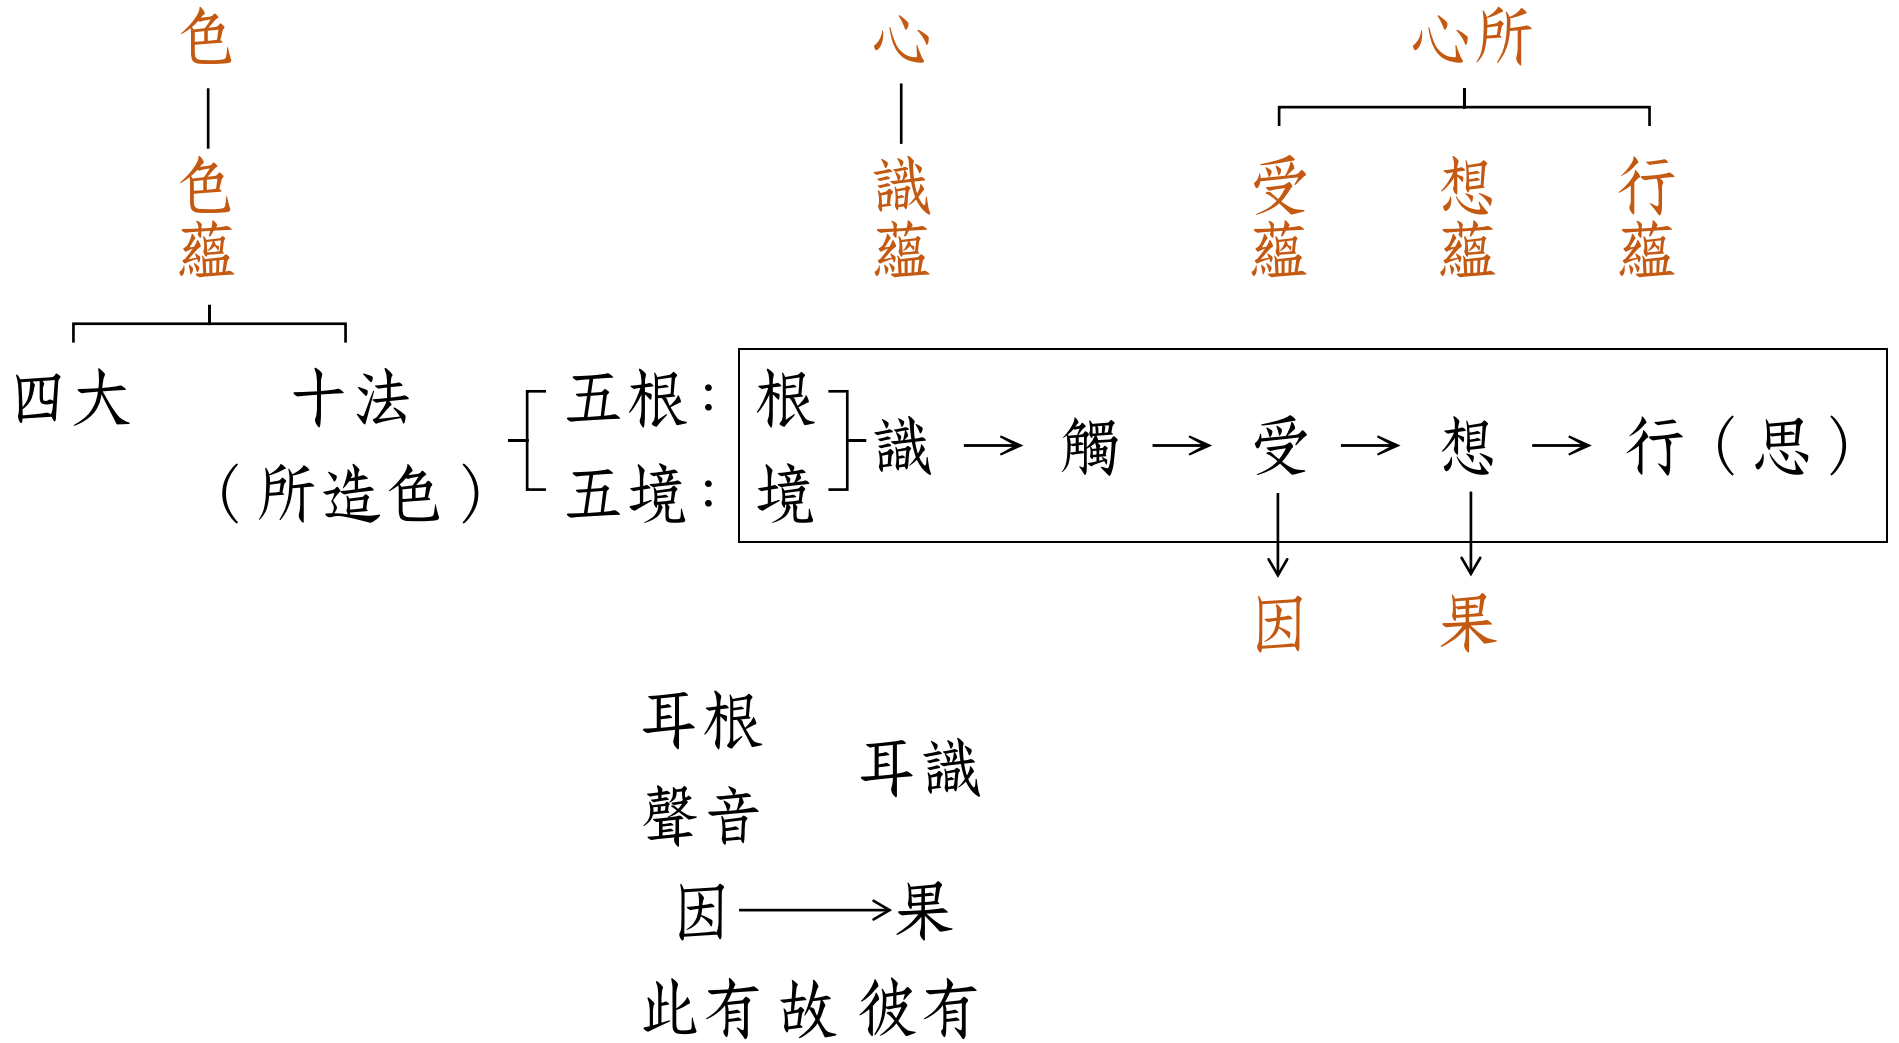 色 心 心所
色蘊 識蘊 受蘊 想蘊 行蘊
四大 十法 五根： 根
識 → 觸 → 受 → 想 → 行（思）
（所造色） 五境： 境
因 果
耳根
耳識
聲音
因 → 果
此有 故 彼有